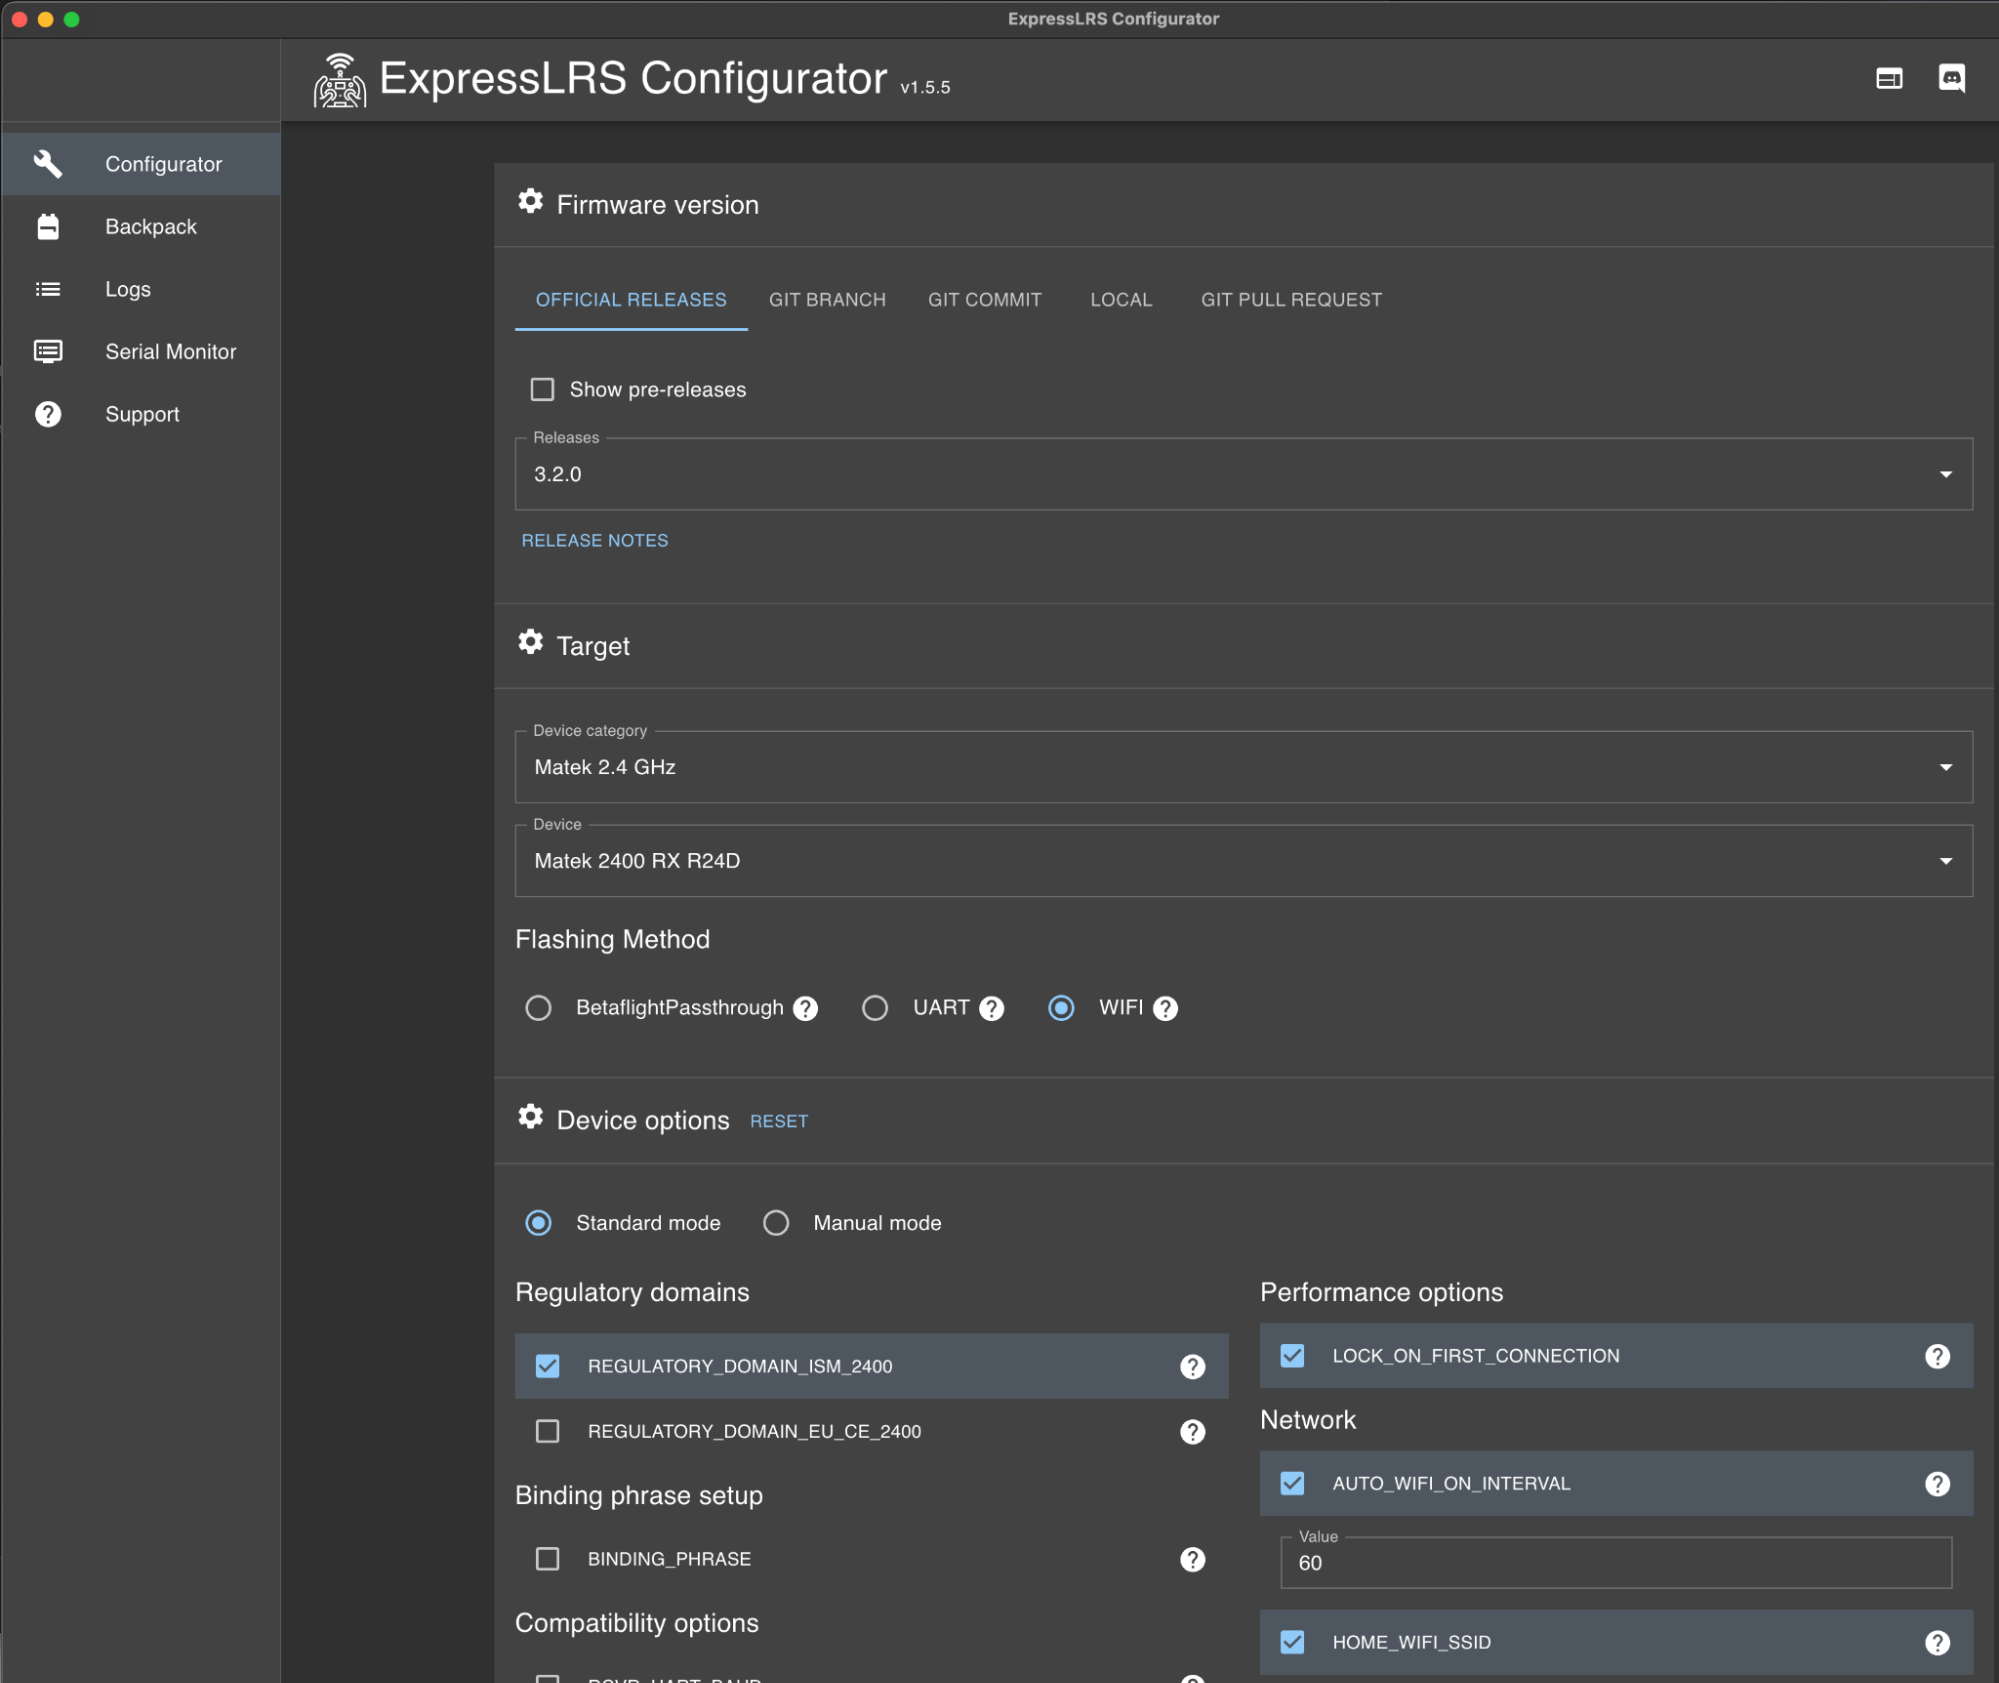 ExpressLRS Configurator
ExpressLRS Configurator v1.5.5
Configurator
Backpack
Logs
Serial Monitor
Support
Firmware version
OFFICIAL RELEASES GIT BRANCH GIT COMMIT LOCAL GIT PULL REQUEST
Show pre-releases
Releases
3.2.0
RELEASE NOTES
Target
Device category
Matek 2.4 GHz
Device
Matek 2400 RX R24D
Flashing Method
BetaflightPassthrough UART WIFI
Device options RESET
Standard mode Manual mode
Regulatory domains
REGULATORY_DOMAIN_ISM_2400
REGULATORY_DOMAIN_EU_CE_2400
Binding phrase setup
BINDING_PHRASE
Compatibility options
Performance options
LOCK_ON_FIRST_CONNECTION
Network
AUTO_WIFI_ON_INTERVAL
Value
60
HOME_WIFI_SSID